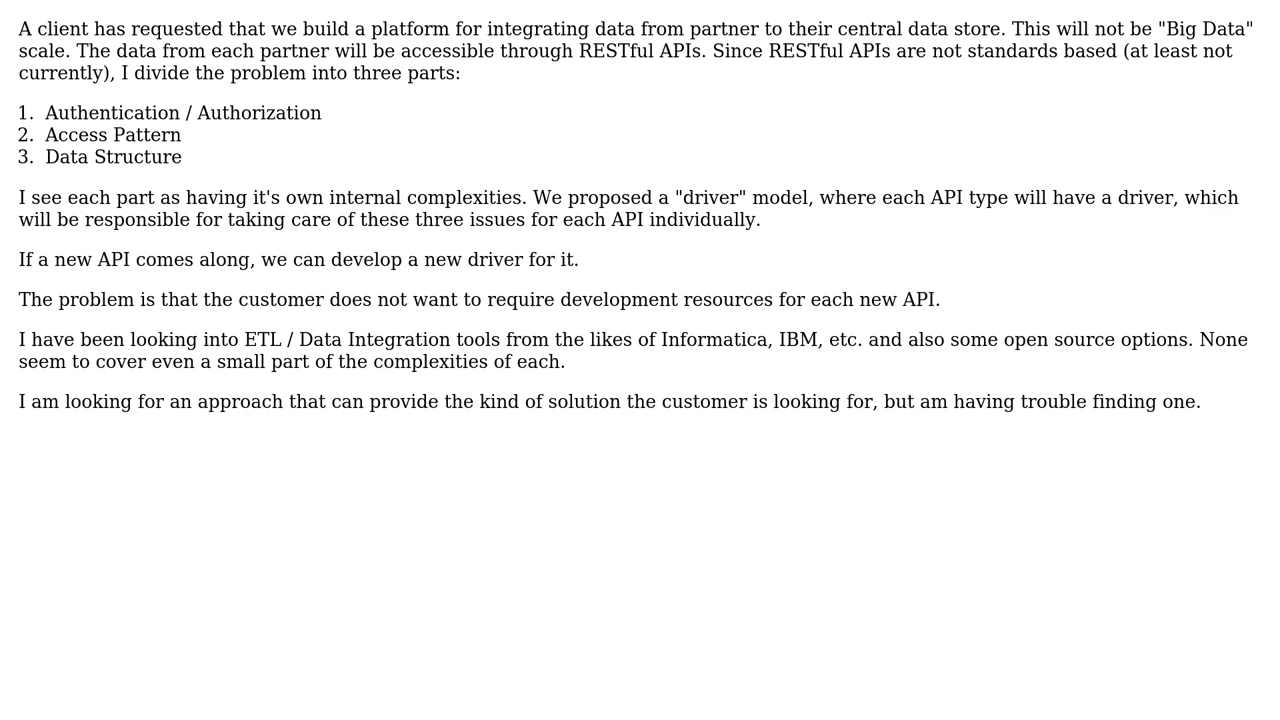 A client has requested that we build a platform for integrating data from partner to their central data store. This will not be "Big Data"
scale. The data from each partner will be accessible through RESTful APIs. Since RESTful APIs are not standards based (at least not
currently), I divide the problem into three parts:
1. Authentication / Authorization
2. Access Pattern
3. Data Structure
I see each part as having it's own internal complexities. We proposed a "driver" model, where each API type will have a driver, which
will be responsible for taking care of these three issues for each API individually.
If a new API comes along, we can develop a new driver for it.
The problem is that the customer does not want to require development resources for each new API.
I have been looking into ETL / Data Integration tools from the likes of Informatica, IBM, etc. and also some open source options. None
seem to cover even a small part of the complexities of each.
I am looking for an approach that can provide the kind of solution the customer is looking for, but am having trouble finding one.